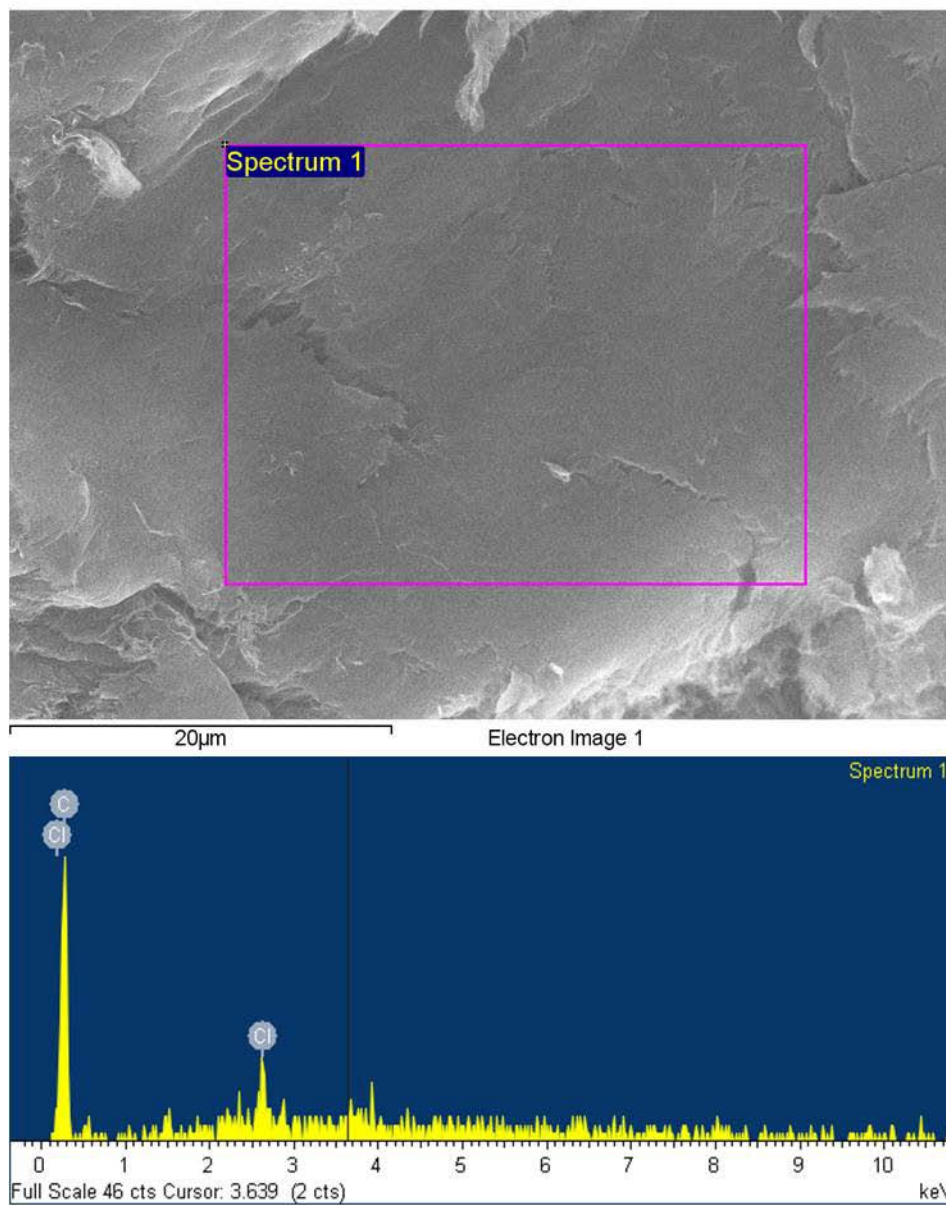 Spectrum 1
20µm Electron Image 1
Spectrum 1
C
Cl
Cl
0 1 2 3 4 5 6 7 8 9 10
Full Scale 46 cts Cursor: 3.639 (2 cts) keV